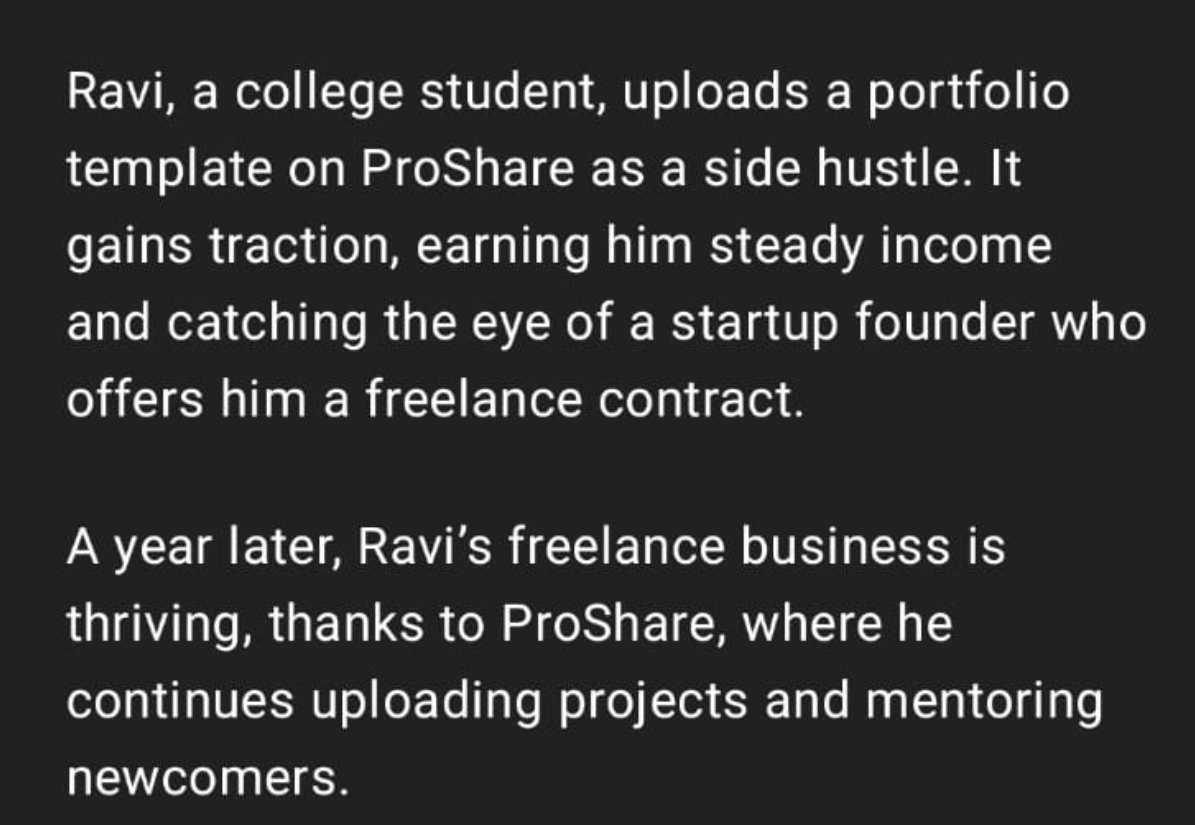 Ravi, a college student, uploads a portfolio
template on ProShare as a side hustle. It
gains traction, earning him steady income
and catching the eye of a startup founder who
offers him a freelance contract.
A year later, Ravi’s freelance business is
thriving, thanks to ProShare, where he
continues uploading projects and mentoring
newcomers.